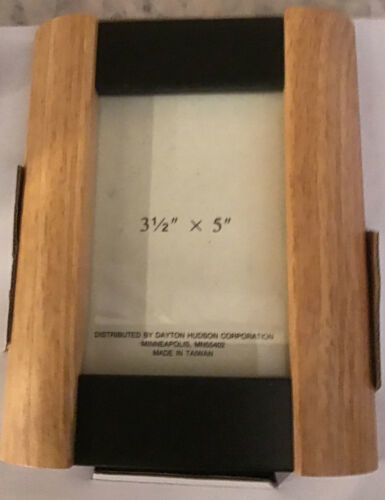 3½" × 5"
DISTRIBUTED BY DAYTON HUDSON CORPORATION
MINNEAPOLIS, MN55402
MADE IN TAIWAN